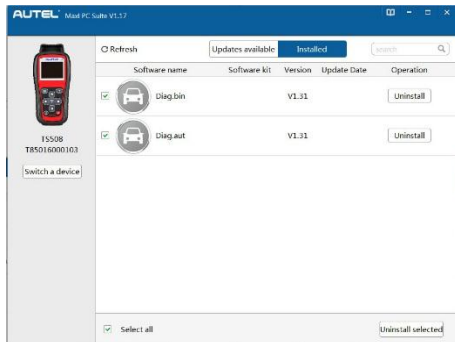 AUTEL Maxi PC Suite V1.17
Refresh
Updates available
Installed
search
Software name Software kit Version Update Date Operation
Diag.bin V1.31 Uninstall
Diag.aut V1.31 Uninstall
TS508
T85016000103
Switch a device
Select all
Uninstall selected